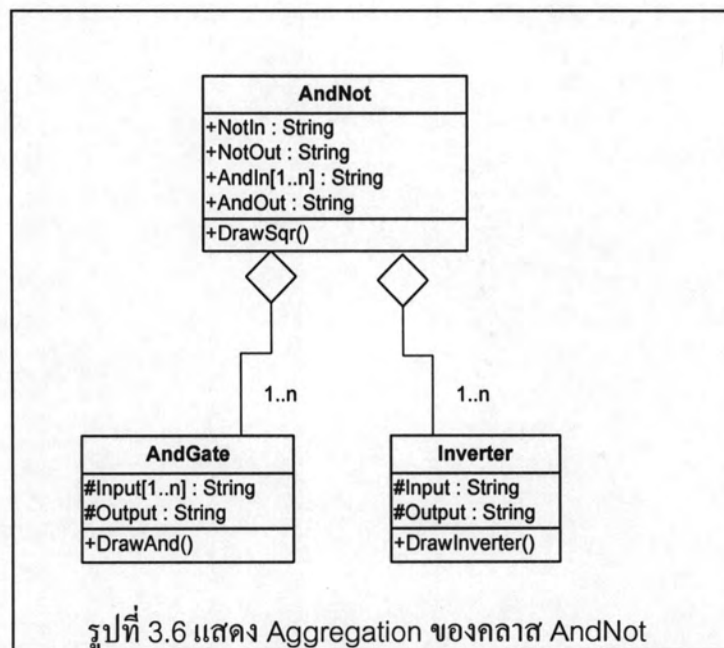 AndNot
+NotIn : String
+NotOut : String
+AndIn[1..n] : String
+AndOut : String
+DrawSqr()
1..n
1..n
AndGate
#Input[1..n] : String
#Output : String
+DrawAnd()
Inverter
#Input : String
#Output : String
+DrawInverter()
รูปที่ 3.6 แสดง Aggregation ของคลาส AndNot